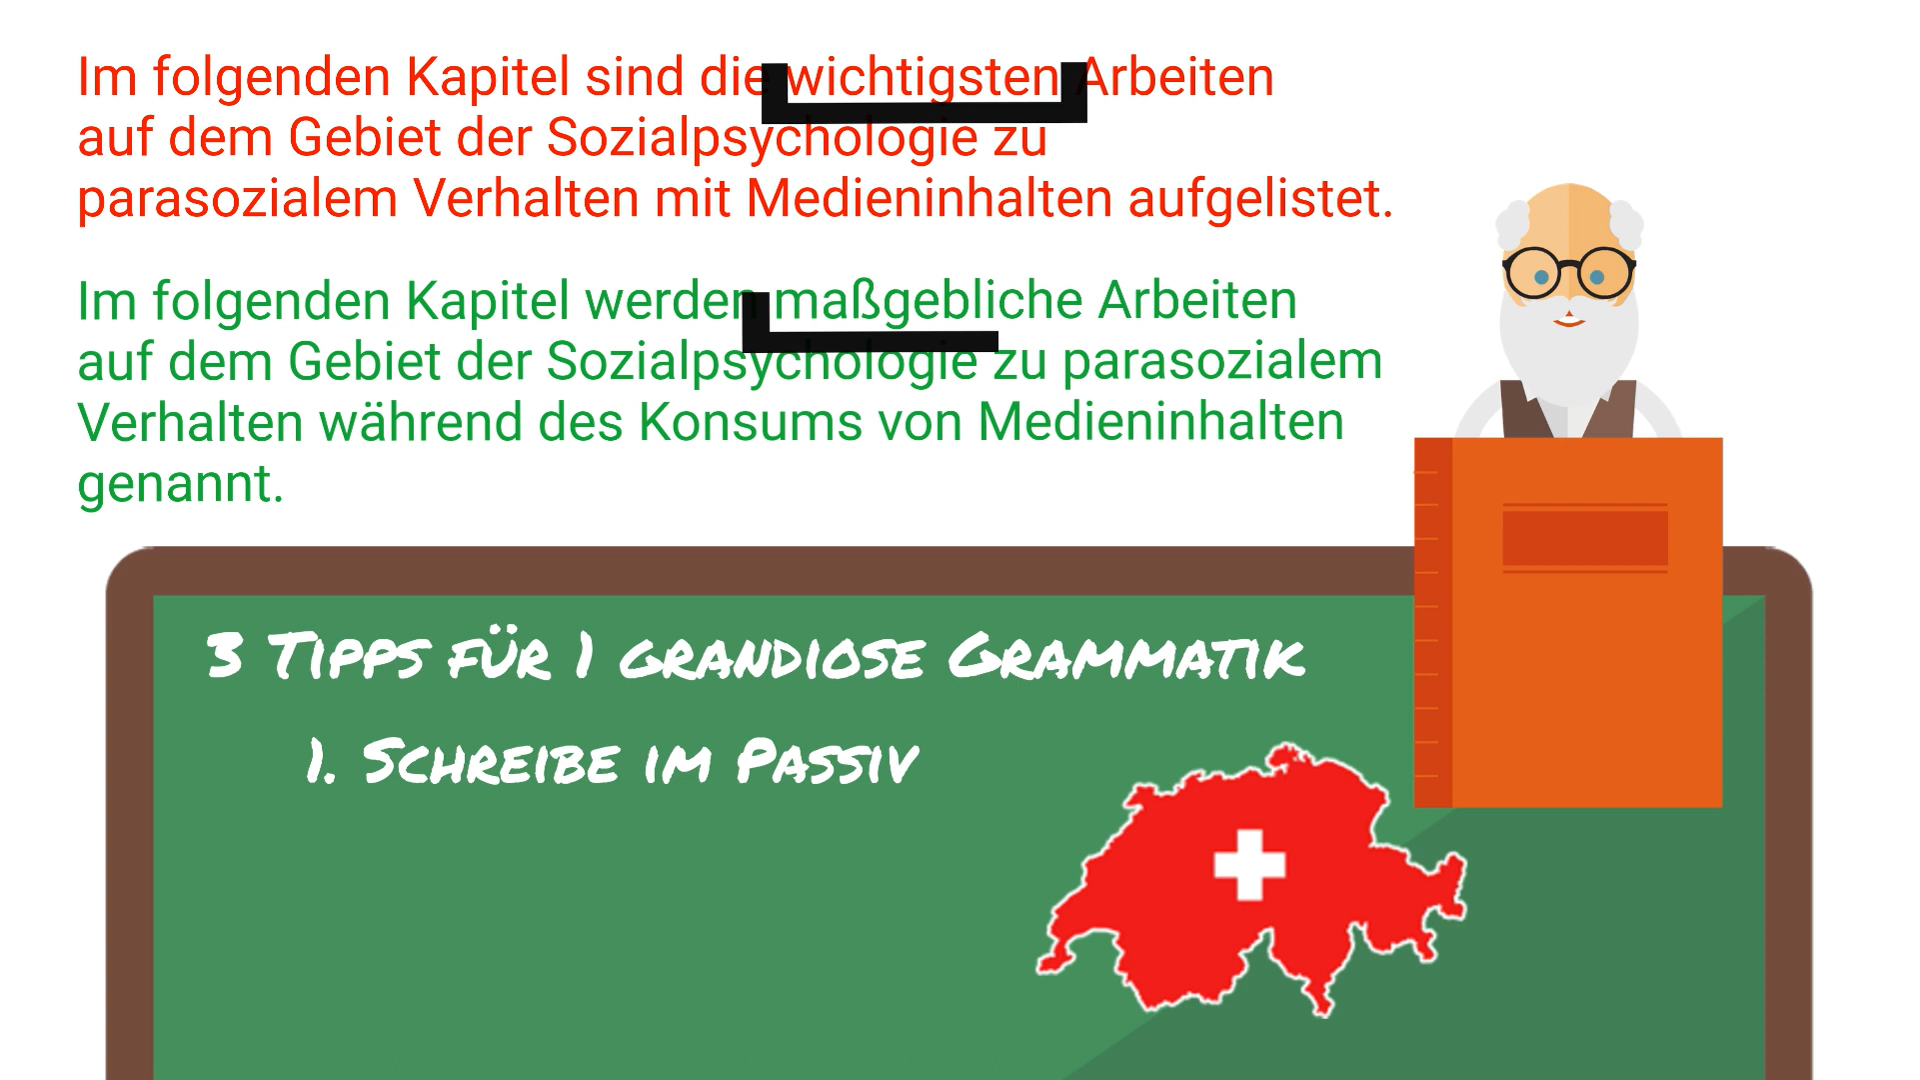 Im folgenden Kapitel sind die wichtigsten Arbeiten
auf dem Gebiet der Sozialpsychologie zu
parasozialem Verhalten mit Medieninhalten aufgelistet.
Im folgenden Kapitel werden maßgebliche Arbeiten
auf dem Gebiet der Sozialpsychologie zu parasozialem
Verhalten während des Konsums von Medieninhalten
genannt.
3 Tipps für 1 grandiose Grammatik
1. Schreibe im Passiv